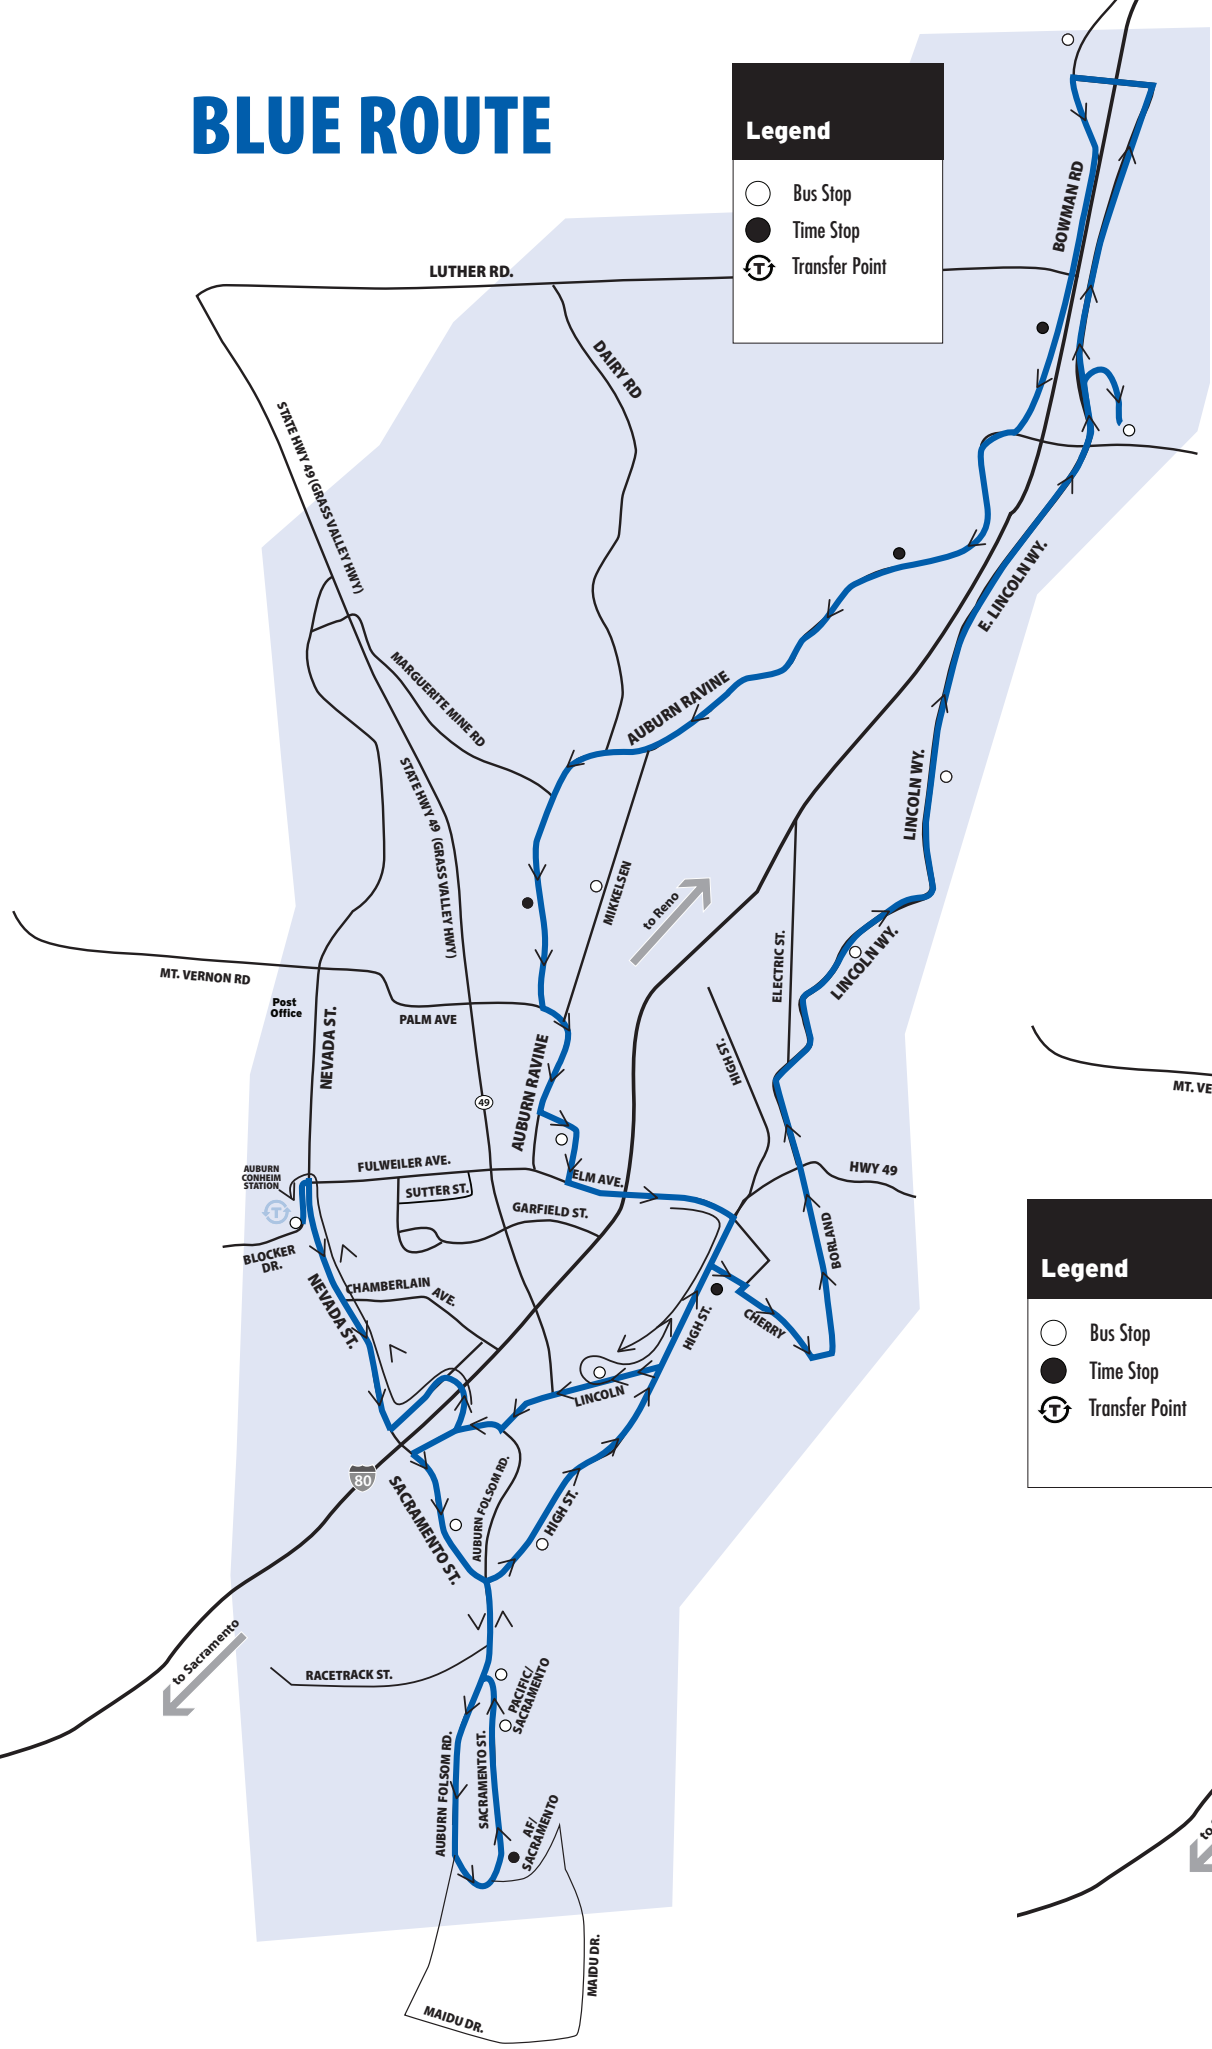 BLUE ROUTE
Legend
Bus Stop
Time Stop
T
Transfer Point
BOWMAN RD
LUTHER RD.
DAIRY RD
STATE HWY 49 (GRASS VALLEY HWY)
E. LINCOLN WY.
MARGUERITE MINE RD
AUBURN RAVINE
STATE HWY 49 (GRASS VALLEY HWY)
LINCOLN WY.
MIKKELSEN
to Reno
ELECTRIC ST.
LINCOLN WY.
MT. VERNON RD
Post
Office
PALM AVE
NEVADA ST.
AUBURN RAVINE
HIGH ST.
49
MT. VE
FULWEILER AVE.
AUBURN
CONHEIM
STATION
T
SUTTER ST.
ELM AVE.
HWY 49
GARFIELD ST.
BORLAND
BLOCKER
DR.
NEVADA ST.
CHAMBERLAIN AVE.
HIGH ST.
CHERRY
Legend
Bus Stop
Time Stop
T
Transfer Point
LINCOLN
80
SACRAMENTO ST.
AUBURN FOLSOM RD.
HIGH ST.
to Sacramento
RACETRACK ST.
PACIFIC/
SACRAMENTO
AUBURN FOLSOM RD.
SACRAMENTO ST.
AF/
SACRAMENTO
to
MAIDU DR.
MAIDU DR.